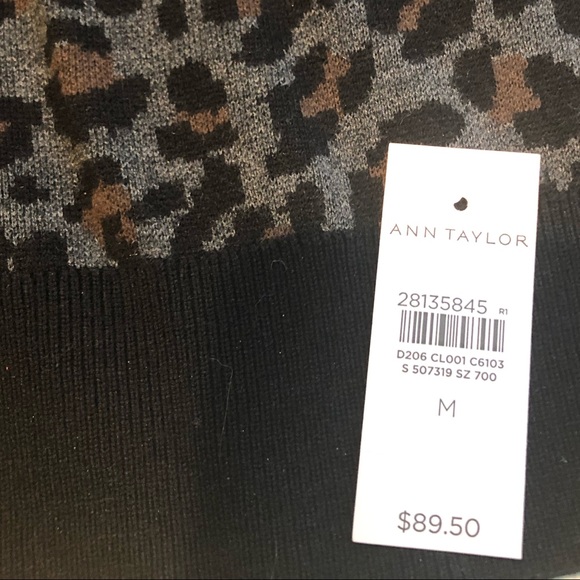 ANN TAYLOR
28135845 R1
D206 CL001 C6103
S 507319 SZ 700
M
$89.50